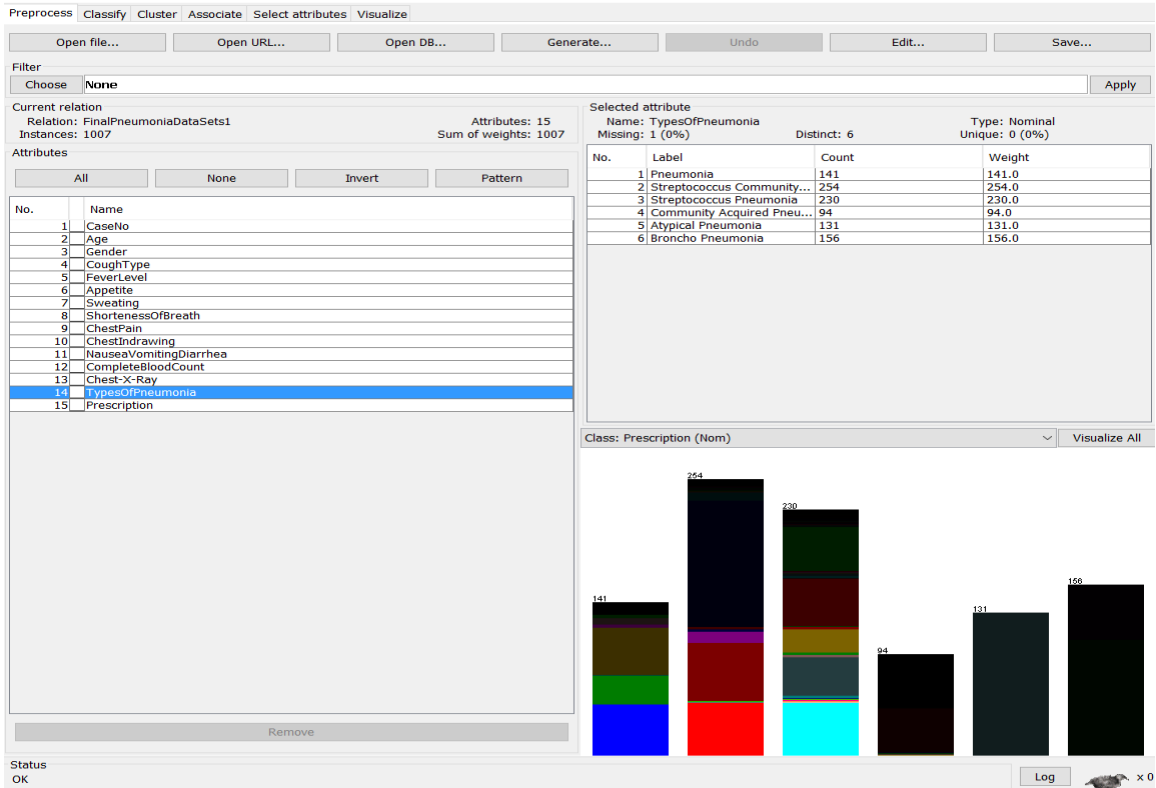 Preprocess Classify Cluster Associate Select attributes Visualize
Open file... Open URL... Open DB... Generate... Undo Edit... Save...
Filter
Choose None Apply
Current relation
Relation: FinalPneumoniaDataSets1 Attributes: 15
Instances: 1007 Sum of weights: 1007
Attributes
All None Invert Pattern
No. Name
1 CaseNo
2 Age
3 Gender
4 CoughType
5 FeverLevel
6 Appetite
7 Sweating
8 ShortenessOfBreath
9 ChestPain
10 ChestIndrawing
11 NauseaVomitingDiarrhea
12 CompleteBloodCount
13 Chest-X-Ray
14 TypesOfPneumonia
15 Prescription
Remove
Selected attribute
Name: TypesOfPneumonia Type: Nominal
Missing: 1 (0%) Distinct: 6 Unique: 0 (0%)
No. Label Count Weight
1 Pneumonia 141 141.0
2 Streptococcus Community... 254 254.0
3 Streptococcus Pneumonia 230 230.0
4 Community Acquired Pneu... 94 94.0
5 Atypical Pneumonia 131 131.0
6 Broncho Pneumonia 156 156.0
Class: Prescription (Nom) Visualize All
141 254 230 94 131 156
Status
OK Log x 0